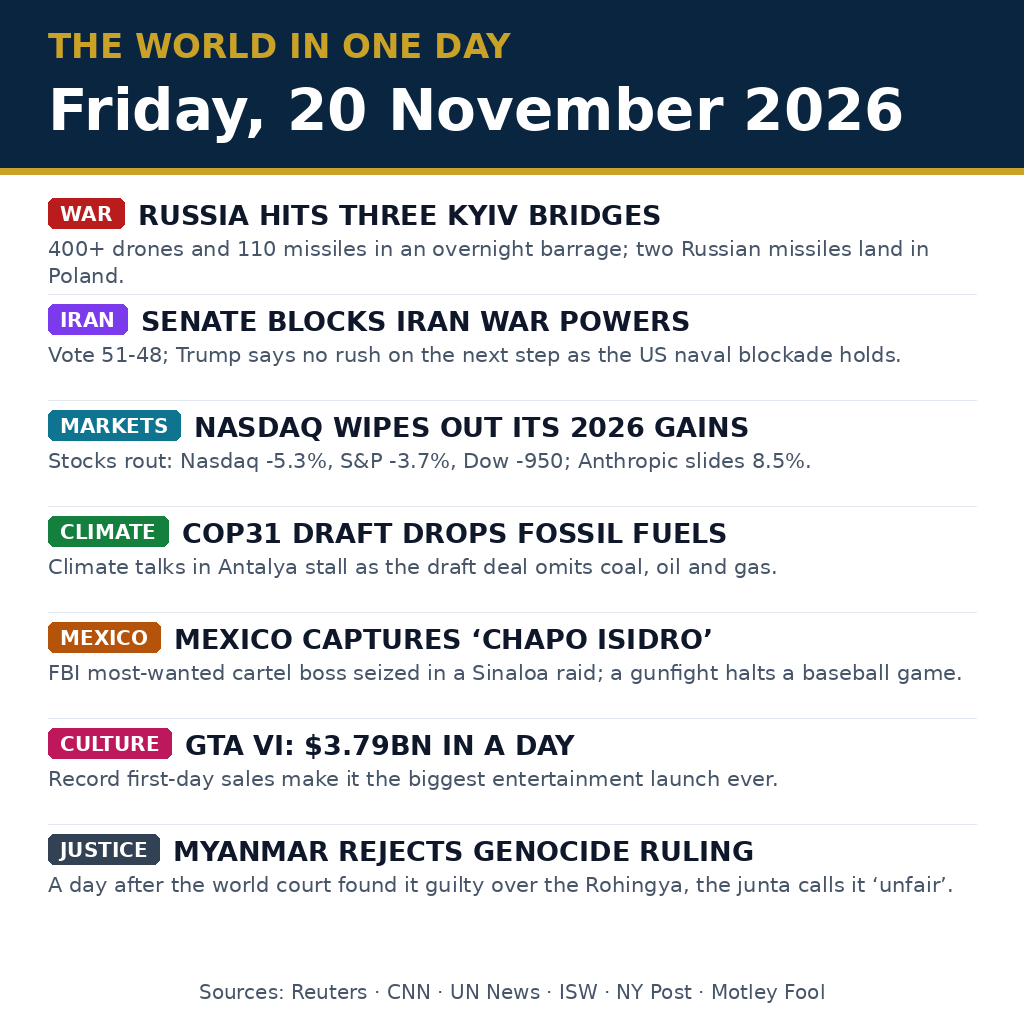 THE WORLD IN ONE DAY
Friday, 20 November 2026
WAR RUSSIA HITS THREE KYIV BRIDGES
400+ drones and 110 missiles in an overnight barrage; two Russian missiles land in
Poland.
IRAN SENATE BLOCKS IRAN WAR POWERS
Vote 51-48; Trump says no rush on the next step as the US naval blockade holds.
MARKETS NASDAQ WIPES OUT ITS 2026 GAINS
Stocks rout: Nasdaq -5.3%, S&P -3.7%, Dow -950; Anthropic slides 8.5%.
CLIMATE COP31 DRAFT DROPS FOSSIL FUELS
Climate talks in Antalya stall as the draft deal omits coal, oil and gas.
MEXICO MEXICO CAPTURES ‘CHAPO ISIDRO’
FBI most-wanted cartel boss seized in a Sinaloa raid; a gunfight halts a baseball game.
CULTURE GTA VI: $3.79BN IN A DAY
Record first-day sales make it the biggest entertainment launch ever.
JUSTICE MYANMAR REJECTS GENOCIDE RULING
A day after the world court found it guilty over the Rohingya, the junta calls it ‘unfair’.
Sources: Reuters · CNN · UN News · ISW · NY Post · Motley Fool